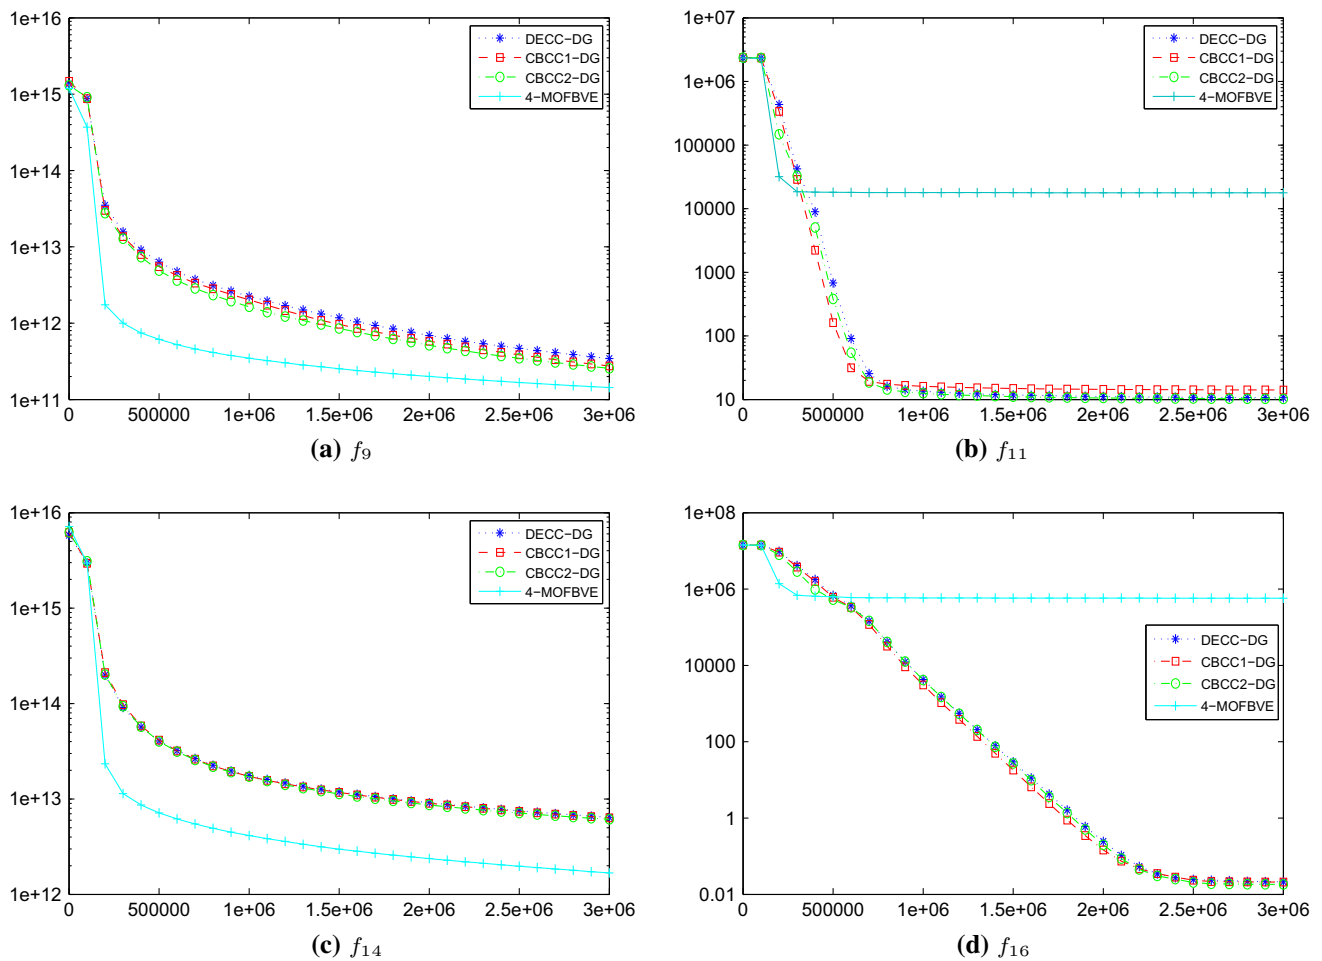 1e+16
1e+15
1e+14
1e+13
1e+12
1e+11
0 500000 1e+06 1.5e+06 2e+06 2.5e+06 3e+06
DECC-DG
CBCC1-DG
CBCC2-DG
4-MOFBVE
(a) f9
1e+07
1e+06
100000
10000
1000
100
10
0 500000 1e+06 1.5e+06 2e+06 2.5e+06 3e+06
DECC-DG
CBCC1-DG
CBCC2-DG
4-MOFBVE
(b) f11
1e+16
1e+15
1e+14
1e+13
1e+12
0 500000 1e+06 1.5e+06 2e+06 2.5e+06 3e+06
DECC-DG
CBCC1-DG
CBCC2-DG
4-MOFBVE
(c) f14
1e+08
1e+06
10000
100
1
0.01
0 500000 1e+06 1.5e+06 2e+06 2.5e+06 3e+06
DECC-DG
CBCC1-DG
CBCC2-DG
4-MOFBVE
(d) f16